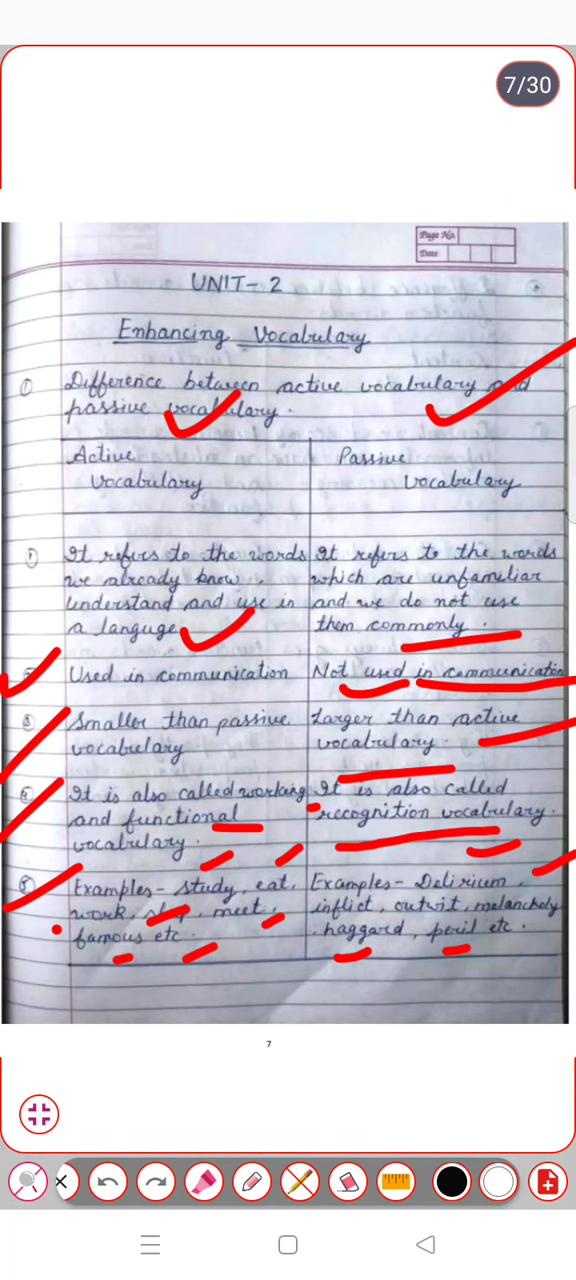 7/30
Page No.
Date
UNIT-2
Enhancing Vocabulary
① Difference between active vocabulary and
passive vocabulary.
Active
Vocabulary
Passive
Vocabulary
① It refers to the words
we already know,
understand and use in
a languge
It refers to the words
which are unfamiliar
and we do not use
them commonly.
Used in communication
Not used in communication
③ Smaller than passive
vocabulary
Larger than active
vocabulary.
④ It is also called working
and functional
vocabulary.
It is also called
recognition vocabulary.
⑤ Examples- study, eat,
work, meet,
famous etc.
Examples- Delirium,
inflict, outwit, melancholy
haggard, peril etc.
7